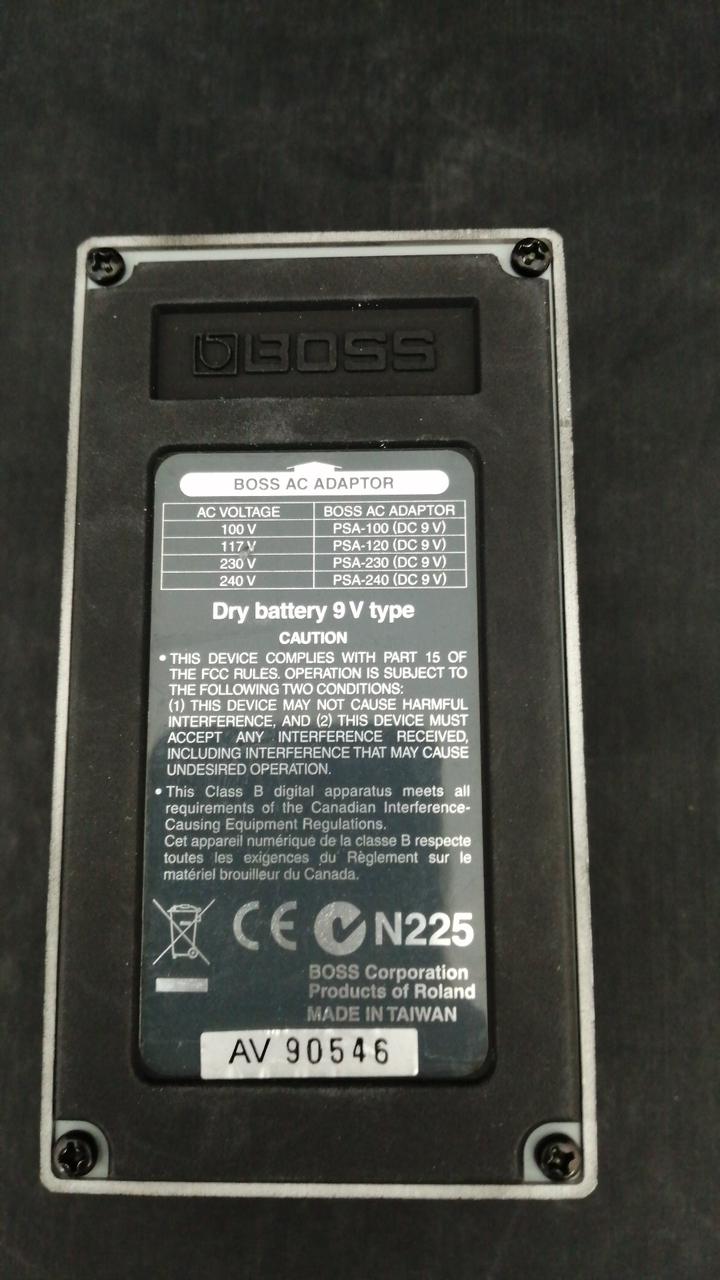 BOSS
BOSS AC ADAPTOR
AC VOLTAGE BOSS AC ADAPTOR
100 V PSA-100 (DC 9 V)
117 V PSA-120 (DC 9 V)
230 V PSA-230 (DC 9 V)
240 V PSA-240 (DC 9 V)
Dry battery 9 V type
CAUTION
• THIS DEVICE COMPLIES WITH PART 15 OF
THE FCC RULES. OPERATION IS SUBJECT TO
THE FOLLOWING TWO CONDITIONS:
(1) THIS DEVICE MAY NOT CAUSE HARMFUL
INTERFERENCE, AND (2) THIS DEVICE MUST
ACCEPT ANY INTERFERENCE RECEIVED,
INCLUDING INTERFERENCE THAT MAY CAUSE
UNDESIRED OPERATION.
• This Class B digital apparatus meets all
requirements of the Canadian Interference-
Causing Equipment Regulations.
Cet appareil numérique de la classe B respecte
toutes les exigences du Règlement sur le
matériel brouilleur du Canada.
CE N225
BOSS Corporation
Products of Roland
MADE IN TAIWAN
AV 90546